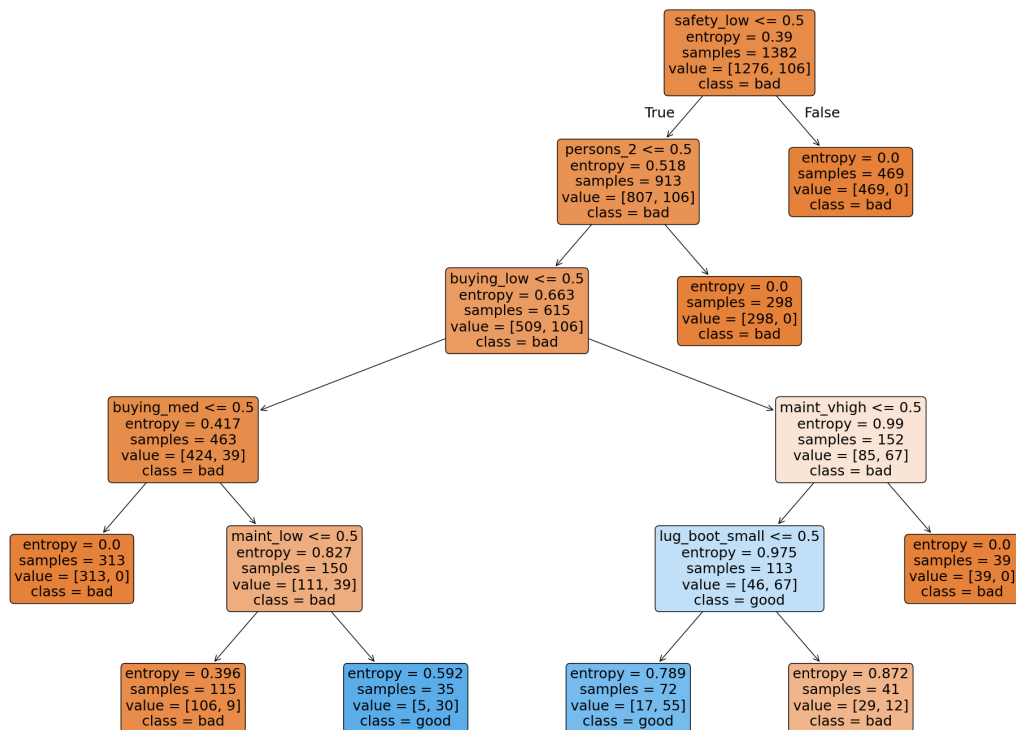 safety_low <= 0.5
entropy = 0.39
samples = 1382
value = [1276, 106]
class = bad
True
False
persons_2 <= 0.5
entropy = 0.518
samples = 913
value = [807, 106]
class = bad
entropy = 0.0
samples = 469
value = [469, 0]
class = bad
buying_low <= 0.5
entropy = 0.663
samples = 615
value = [509, 106]
class = bad
entropy = 0.0
samples = 298
value = [298, 0]
class = bad
buying_med <= 0.5
entropy = 0.417
samples = 463
value = [424, 39]
class = bad
maint_vhigh <= 0.5
entropy = 0.99
samples = 152
value = [85, 67]
class = bad
entropy = 0.0
samples = 313
value = [313, 0]
class = bad
maint_low <= 0.5
entropy = 0.827
samples = 150
value = [111, 39]
class = bad
lug_boot_small <= 0.5
entropy = 0.975
samples = 113
value = [46, 67]
class = good
entropy = 0.0
samples = 39
value = [39, 0]
class = bad
entropy = 0.396
samples = 115
value = [106, 9]
class = bad
entropy = 0.592
samples = 35
value = [5, 30]
class = good
entropy = 0.789
samples = 72
value = [17, 55]
class = good
entropy = 0.872
samples = 41
value = [29, 12]
class = bad